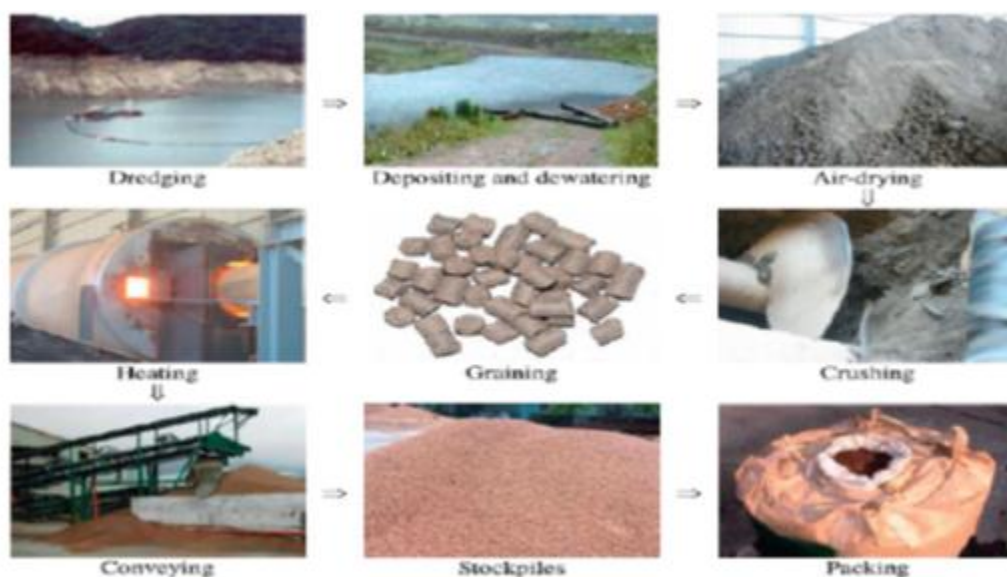 Dredging
⇒
Depositing and dewatering
⇒
Air-drying
⇓
Crushing
⇐
Graining
⇐
Heating
⇓
Conveying
⇒
Stockpiles
⇒
Packing